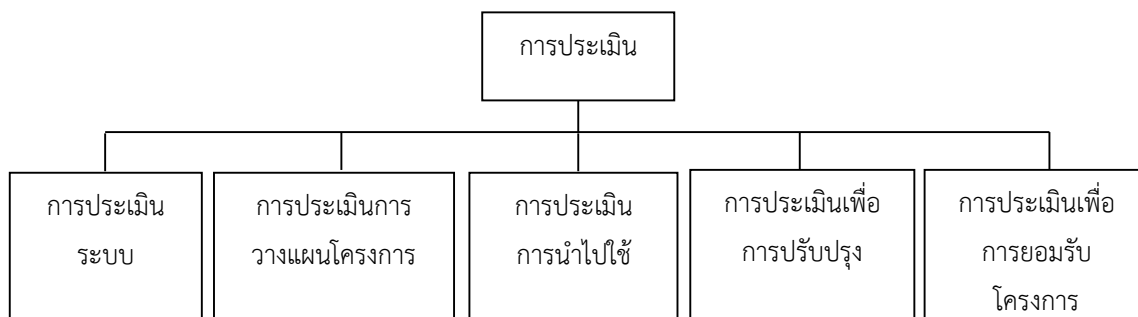 การประเมิน
การประเมิน
ระบบ
การประเมินการ
วางแผนโครงการ
การประเมิน
การนำไปใช้
การประเมินเพื่อ
การปรับปรุง
การประเมินเพื่อ
การยอมรับ
โครงการ